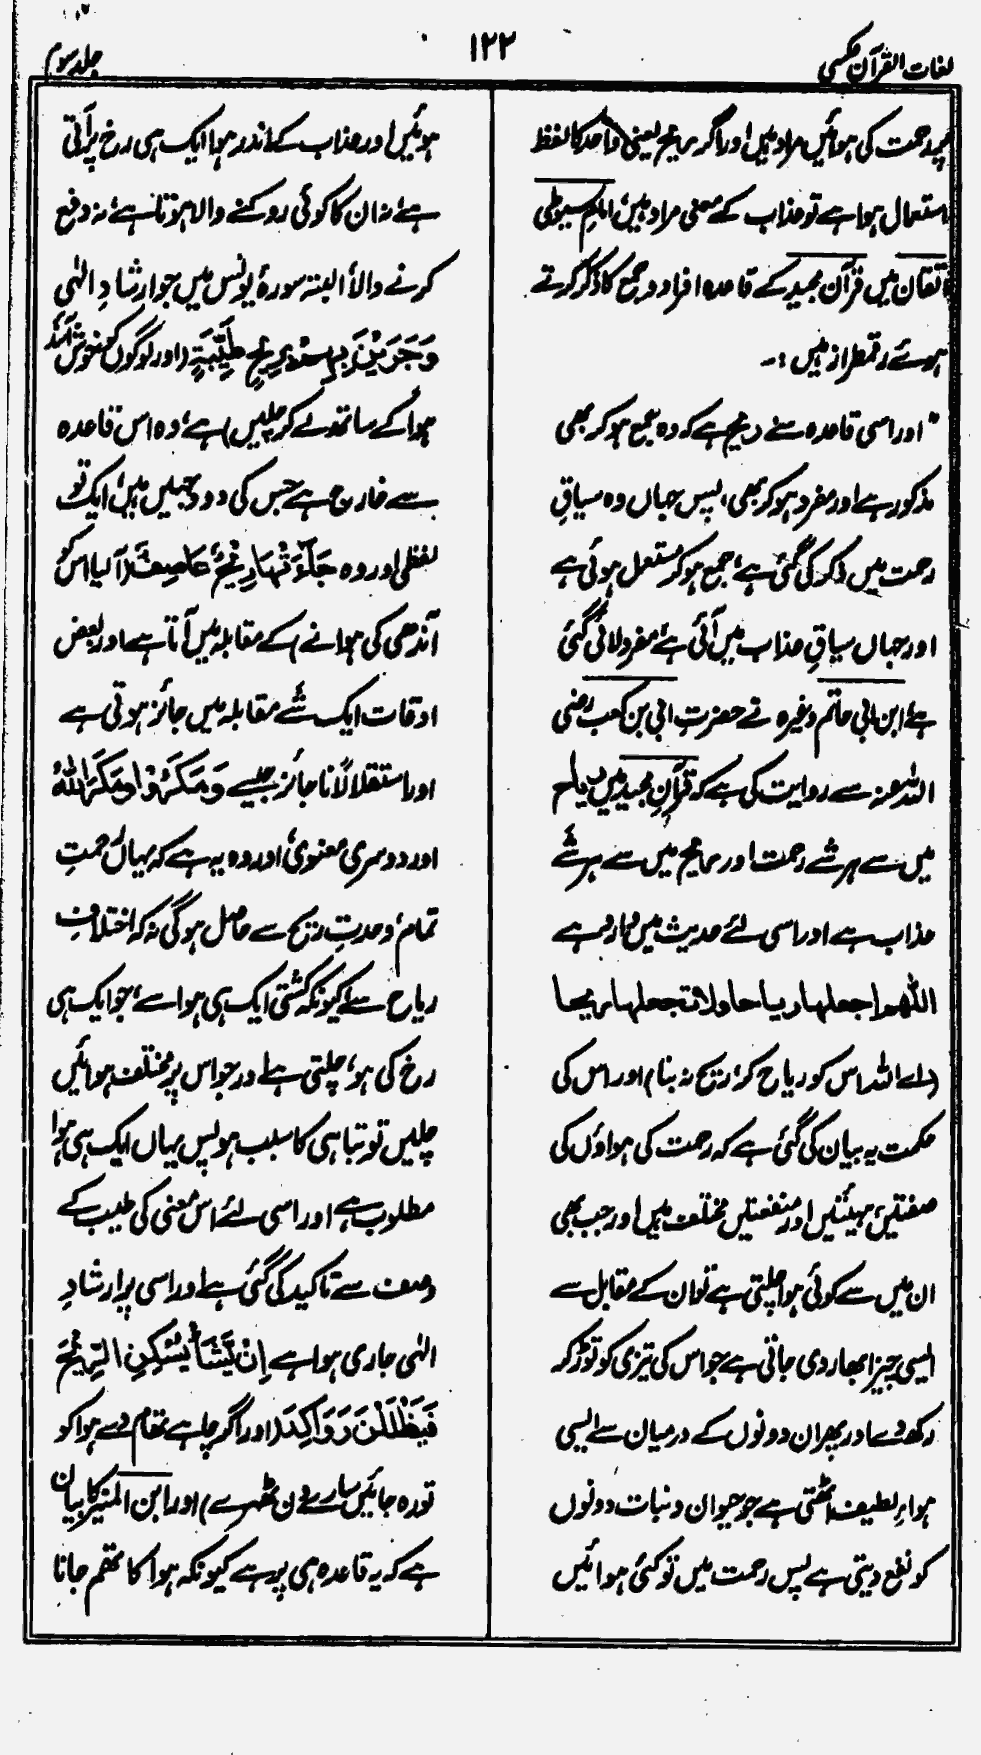 لغات القرآن عکسی
۱۲۲
جلد سوم
پھر رحمت کی ہوائیں مراد ہیں اور اگر ریح یعنی واحد کا لفظ
استعمال ہوا ہے تو عذاب کے معنی مراد ہیں، امام سیوطی
اتقان میں قرآن مجید کے قاعدہ افراد و جمع کا ذکر کرتے
ہوئے رقمطراز ہیں :۔
" اور اسی قاعدہ سے ریح ہے کہ وہ جمع ہو کر بھی
مذکور ہے اور مفرد ہو کر بھی، پس جہاں وہ سیاقِ
رحمت میں ذکر کی گئی ہے، جمع ہو کر مستعمل ہوئی ہے
اور جہاں سیاقِ عذاب میں آئی ہے، مفرد لائی گئی
ہے، ابن ابی حاتم وغیرہ نے حضرت ابی بن کعب رضی
اللہ عنہ سے روایت کی ہے کہ قرآنِ مجید میں ریاح
میں سے ہر شے رحمت اور ریح میں سے ہر شے
عذاب ہے اور اسی لئے حدیث میں وارد ہے
اللھم اجعلہا ریاحا ولا تجعلہا ریحا
(اے اللہ اس کو ریاح کر، ریح نہ بنا) اور اس کی
حکمت یہ بیان کی گئی ہے کہ رحمت کی ہواؤں کی
صفتیں، ہیئتیں اور منفعتیں مختلف ہیں اور جب بھی
ان میں سے کوئی ہوا چلتی ہے تو ان کے مقابل سے
ایسی چیز ابھار دی جاتی ہے جو اس کی تیزی کو توڑ کر
رکھ دے اور پھر ان دونوں کے درمیان سے ایسی
ہواءِ لطیف اٹھتی ہے جو حیوان و نبات دونوں
کو نفع دیتی ہے پس رحمت میں تو کئی ہوائیں
ہوئیں اور عذاب کے اندر ہوا ایک ہی رخ پر آتی
ہے، نہ ان کا کوئی روکنے والا ہوتا ہے، نہ دفع
کرنے والا، البتہ سورۂ یونس میں جو ارشادِ الٰہی
وَجَرَيْنَ بِهِمْ بِرِيْحٍ طَيِّبَةٍ (اور لوگوں کو خوش آئند
ہوا کے ساتھ لے کر چلیں) ہے، وہ اس قاعدہ
سے خارج ہے جس کی دو وجہیں ہیں، ایک تو
لفظی اور وہ جَآءَتْهَا رِيْحٌ عَاصِفٌ (آ لیا اس کو
آندھی کی ہوا نے) کے مقابلہ میں آتا ہے اور بعض
اوقات ایک شے مقابلہ میں جائز ہوتی ہے
اور استقلالاً ناجائز جیسے وَمَكَرُوْا وَمَكَرَ اللّٰهُ
اور دوسری معنوی، اور وہ یہ ہے کہ یہاں رحمتِ
تمام، وحدتِ ریح سے حاصل ہوگی نہ کہ اختلافِ
ریاح سے، کیونکہ کشتی ایک ہی ہوا سے، جو ایک ہی
رخ کی ہو، چلتی ہے اور جو اس پر مختلف ہوائیں
چلیں تو تباہی کا سبب ہو پس یہاں ایک ہی ہوا
مطلوب ہے اور اسی لئے اس معنی کی طیب کے
وصف سے تاکید کی گئی ہے اور اسی پر ارشادِ
الٰہی جاری ہوا ہے اِنْ يَّشَأْ يُسْكِنِ الرِّيْحَ
فَيَظْلَلْنَ رَوَاكِدَ (اور اگر چاہے تھام دے ہوا کو
تو رہ جائیں سارے دن ٹھہرے) اور ابن المنیر کا بیان
ہے کہ یہ قاعدہ ہی پر ہے کیونکہ ہوا کا تھم جانا